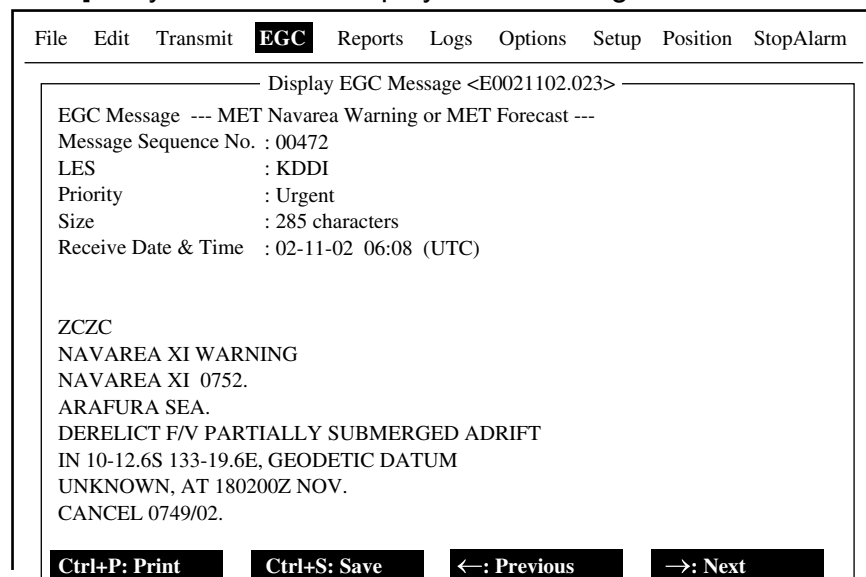 File Edit Transmit EGC Reports Logs Options Setup Position StopAlarm
Display EGC Message <E0021102.023>
EGC Message --- MET Navarea Warning or MET Forecast ---
Message Sequence No. : 00472
LES : KDDI
Priority : Urgent
Size : 285 characters
Receive Date & Time : 02-11-02 06:08 (UTC)
ZCZC
NAVAREA XI WARNING
NAVAREA XI 0752.
ARAFURA SEA.
DERELICT F/V PARTIALLY SUBMERGED ADRIFT
IN 10-12.6S 133-19.6E, GEODETIC DATUM
UNKNOWN, AT 180200Z NOV.
CANCEL 0749/02.
Ctrl+P: Print Ctrl+S: Save ←: Previous →: Next